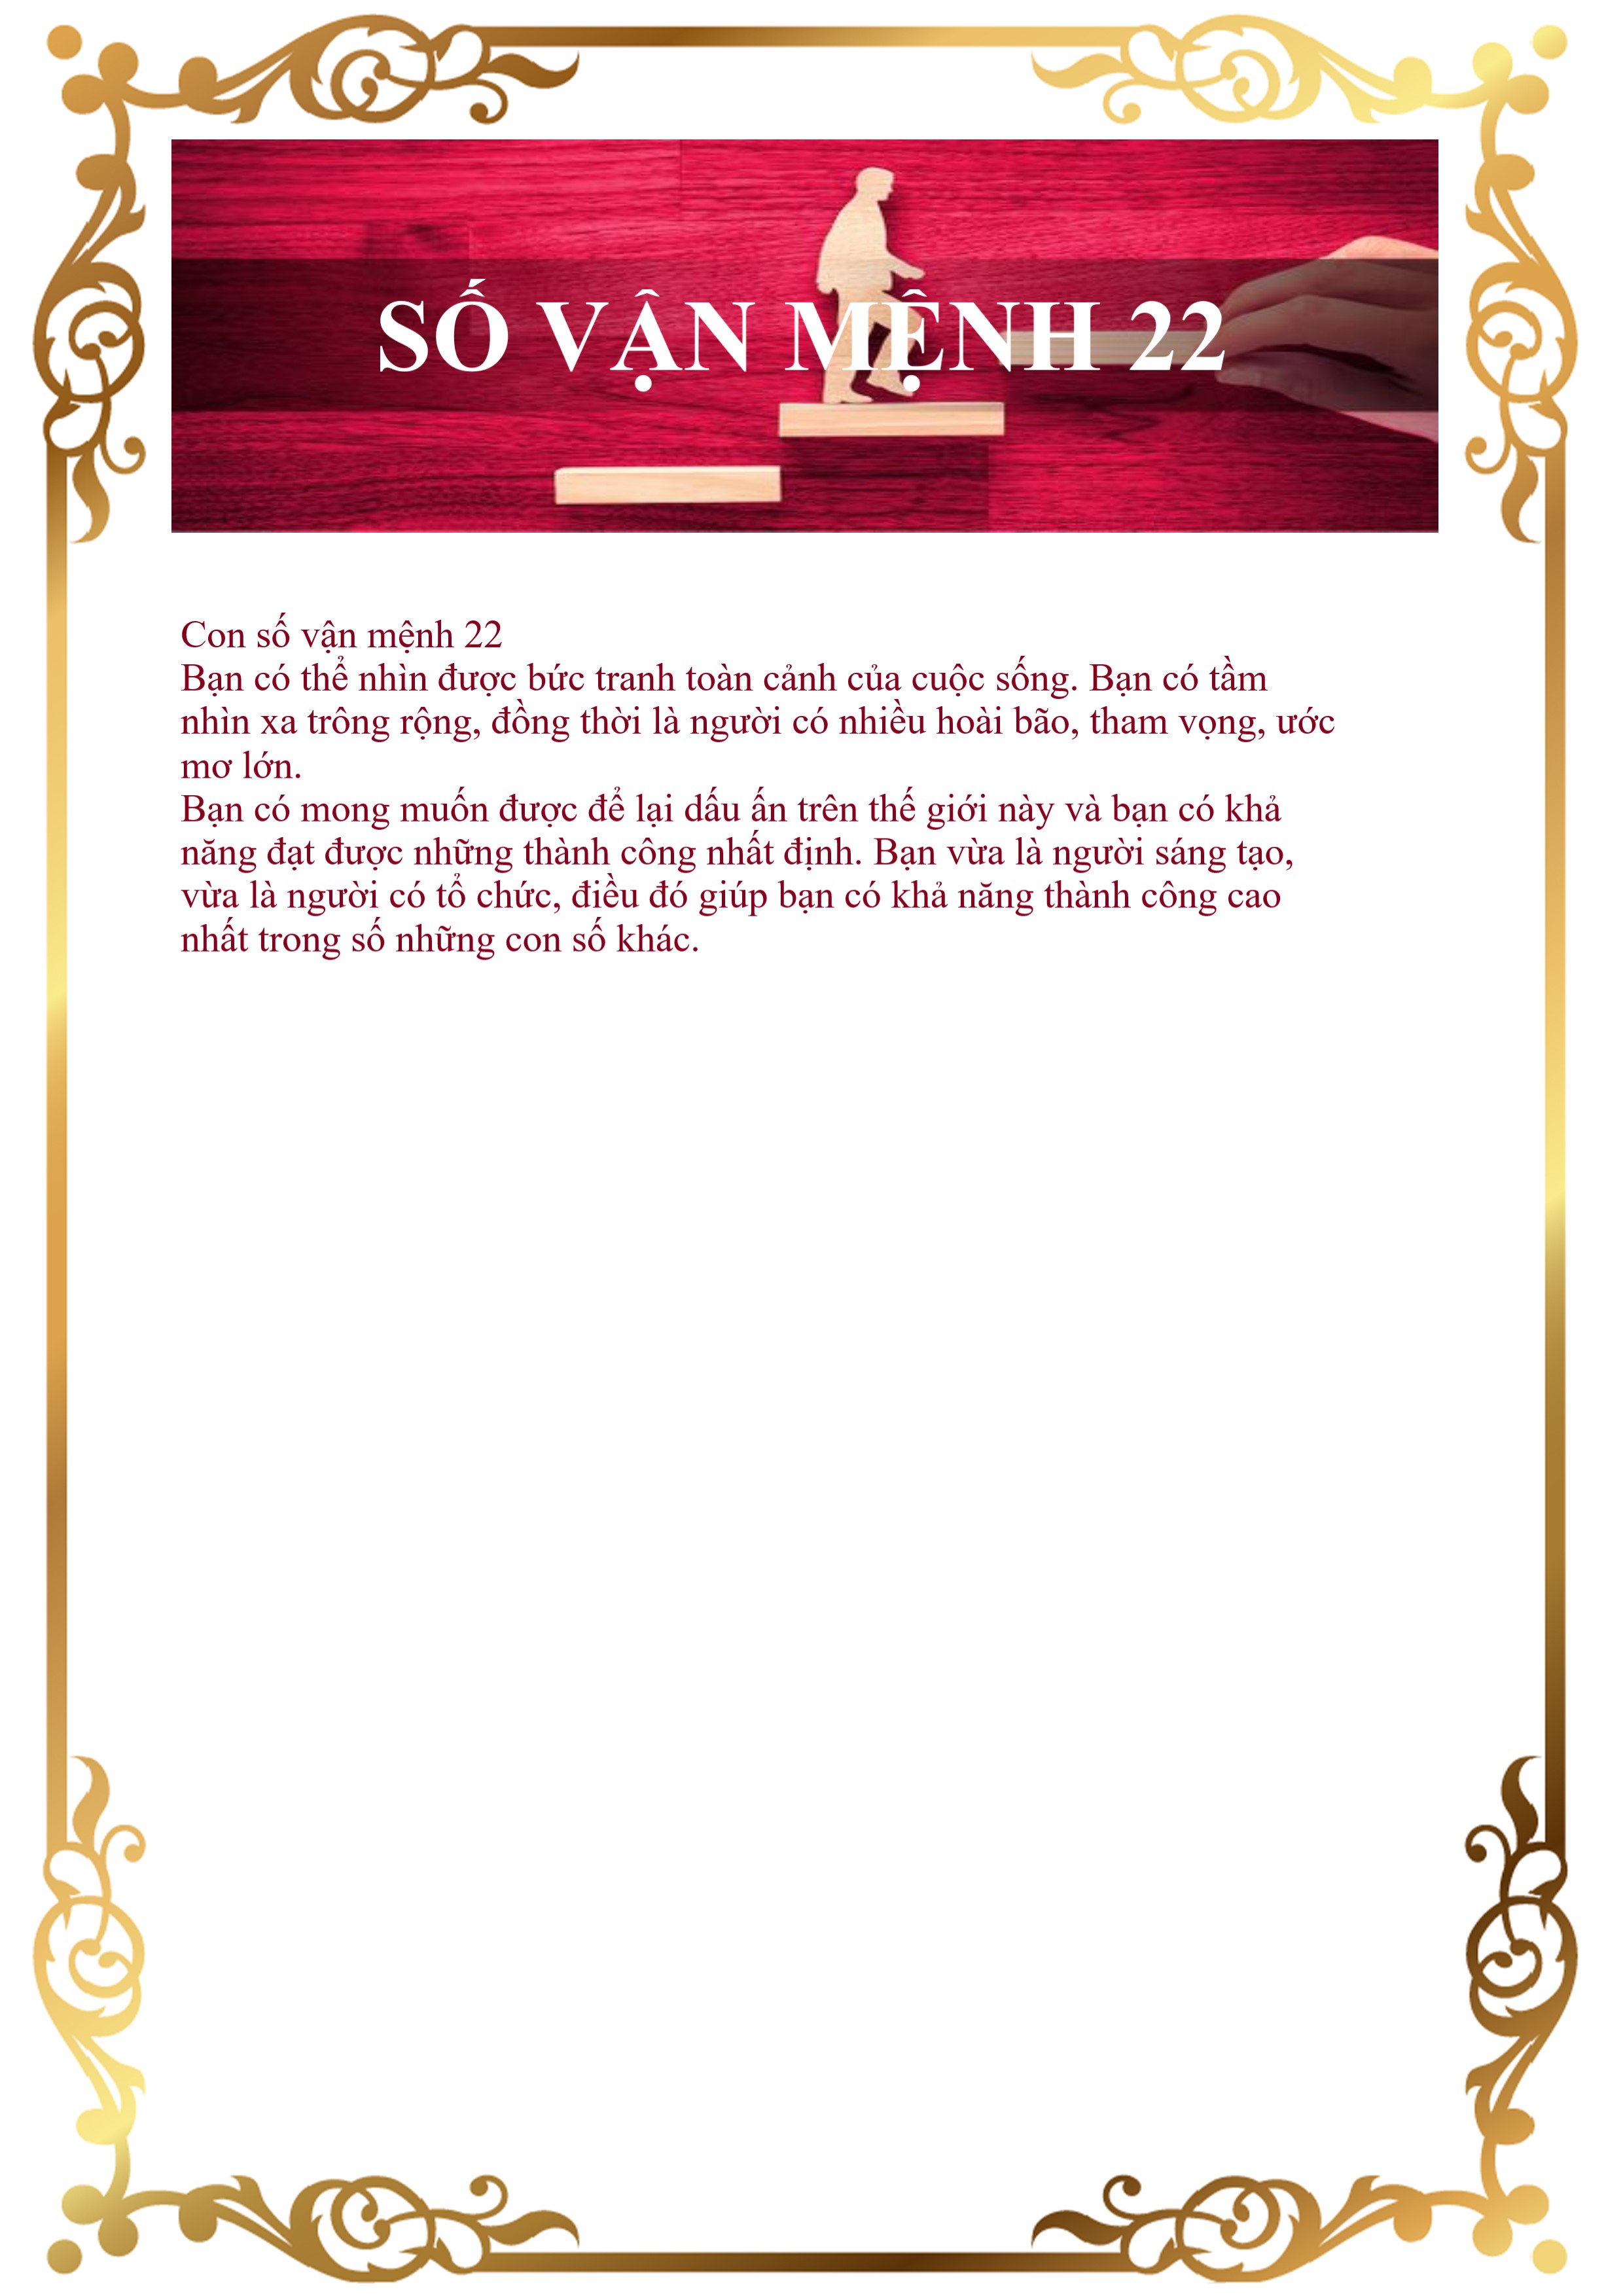 SỐ VẬN MỆNH 22
Con số vận mệnh 22
Bạn có thể nhìn được bức tranh toàn cảnh của cuộc sống. Bạn có tầm
nhìn xa trông rộng, đồng thời là người có nhiều hoài bão, tham vọng, ước
mơ lớn.
Bạn có mong muốn được để lại dấu ấn trên thế giới này và bạn có khả
năng đạt được những thành công nhất định. Bạn vừa là người sáng tạo,
vừa là người có tổ chức, điều đó giúp bạn có khả năng thành công cao
nhất trong số những con số khác.